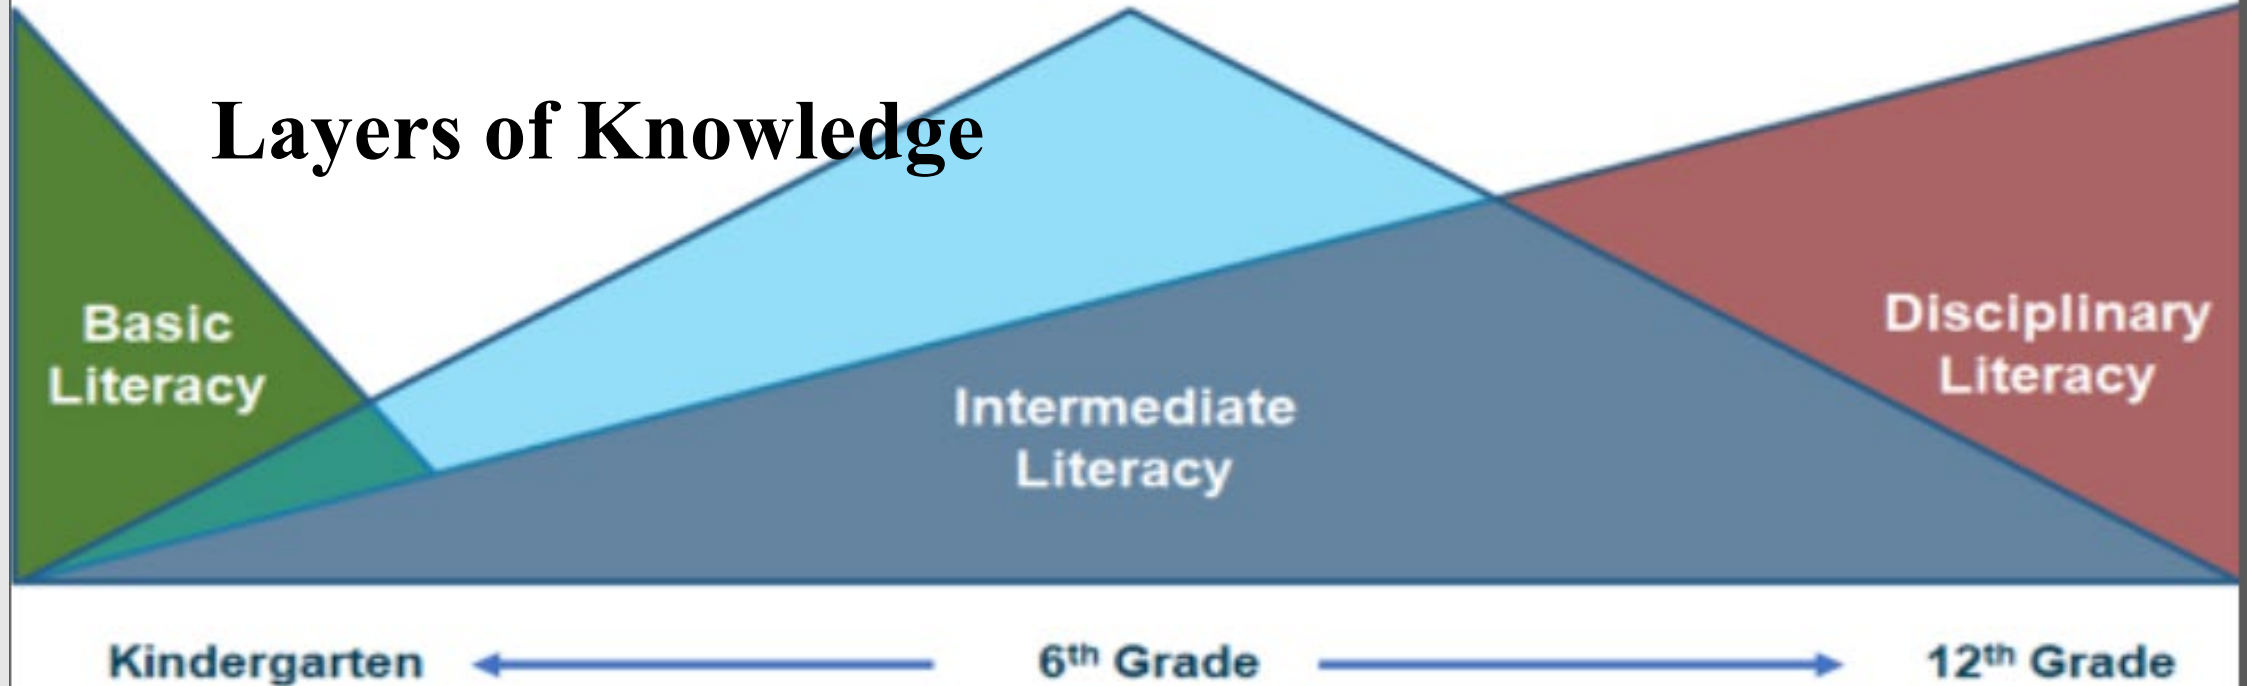 Layers of Knowledge
Basic
Literacy
Intermediate
Literacy
Disciplinary
Literacy
Kindergarten
6th Grade
12th Grade